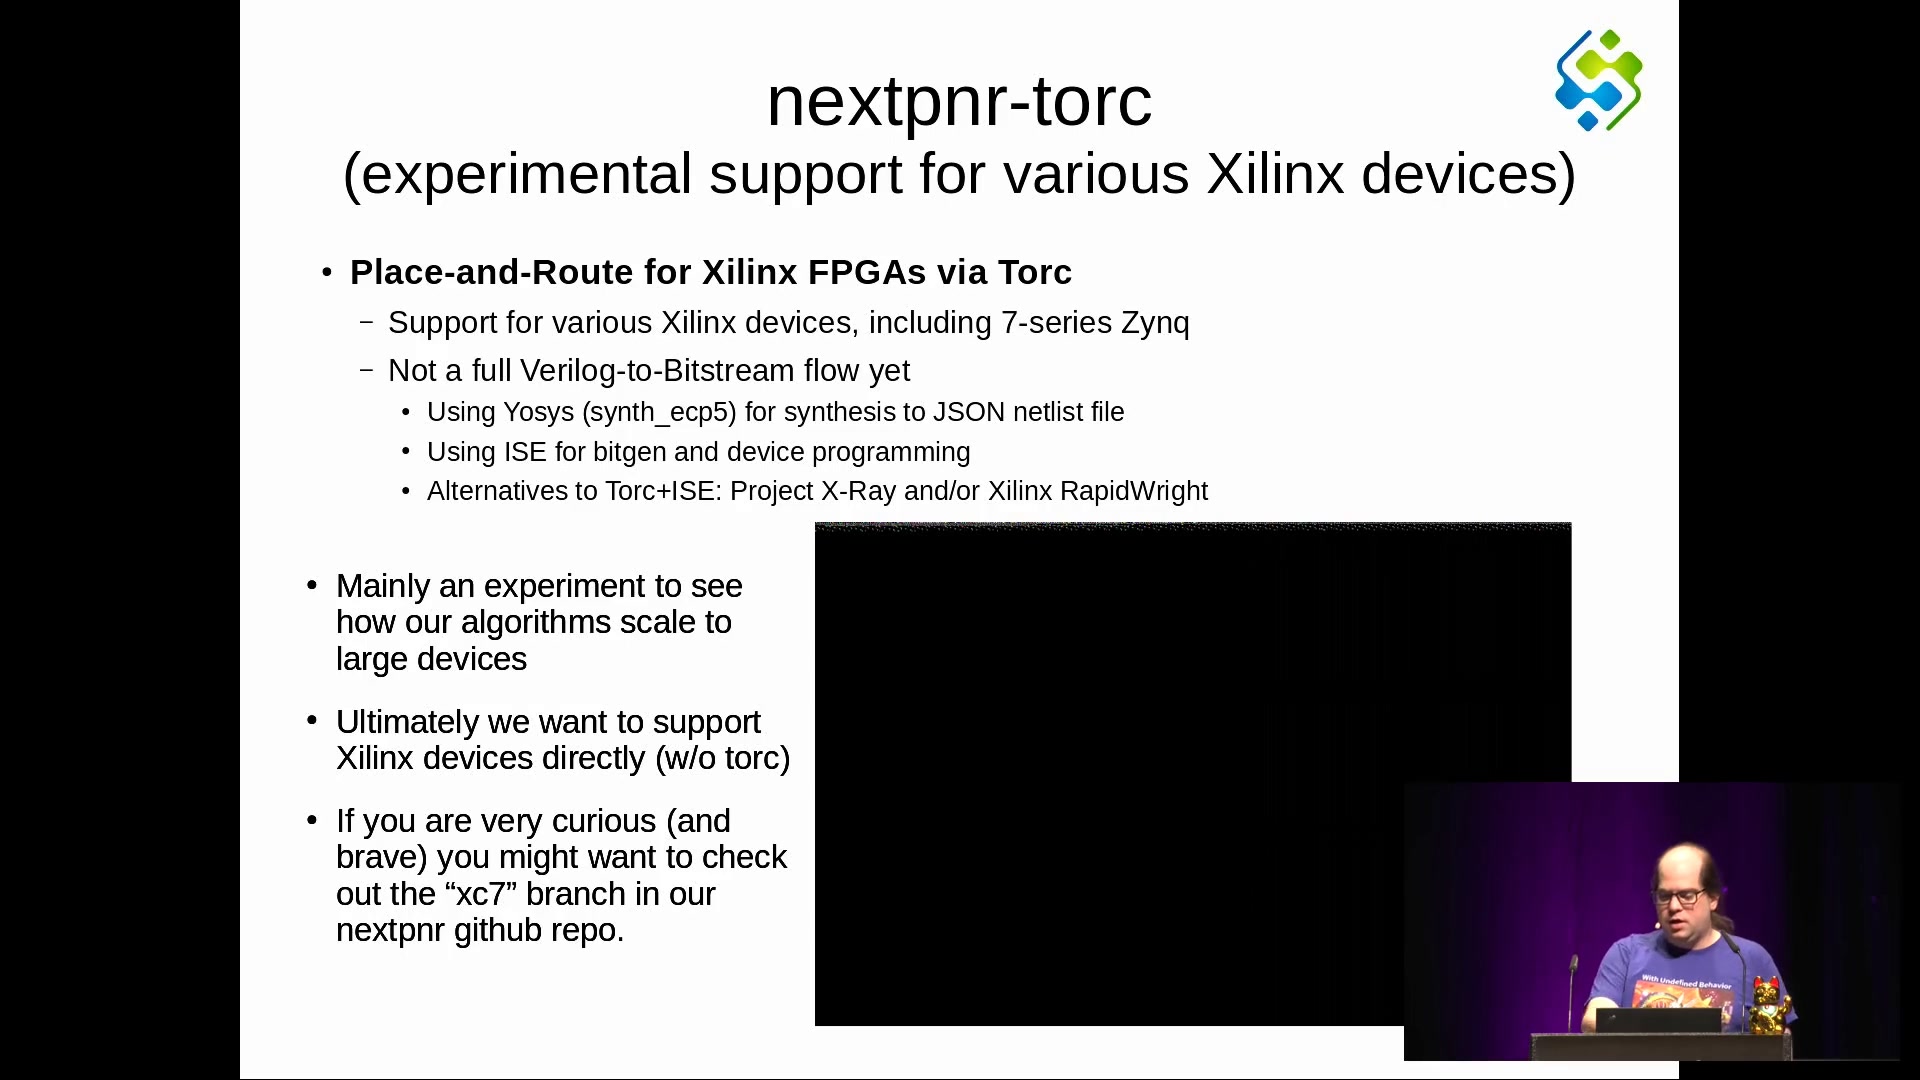 nextpnr-torc
(experimental support for various Xilinx devices)
• Place-and-Route for Xilinx FPGAs via Torc
– Support for various Xilinx devices, including 7-series Zynq
– Not a full Verilog-to-Bitstream flow yet
• Using Yosys (synth_ecp5) for synthesis to JSON netlist file
• Using ISE for bitgen and device programming
• Alternatives to Torc+ISE: Project X-Ray and/or Xilinx RapidWright
• Mainly an experiment to see
how our algorithms scale to
large devices
• Ultimately we want to support
Xilinx devices directly (w/o torc)
• If you are very curious (and
brave) you might want to check
out the “xc7” branch in our
nextpnr github repo.
With Undefined Behavior